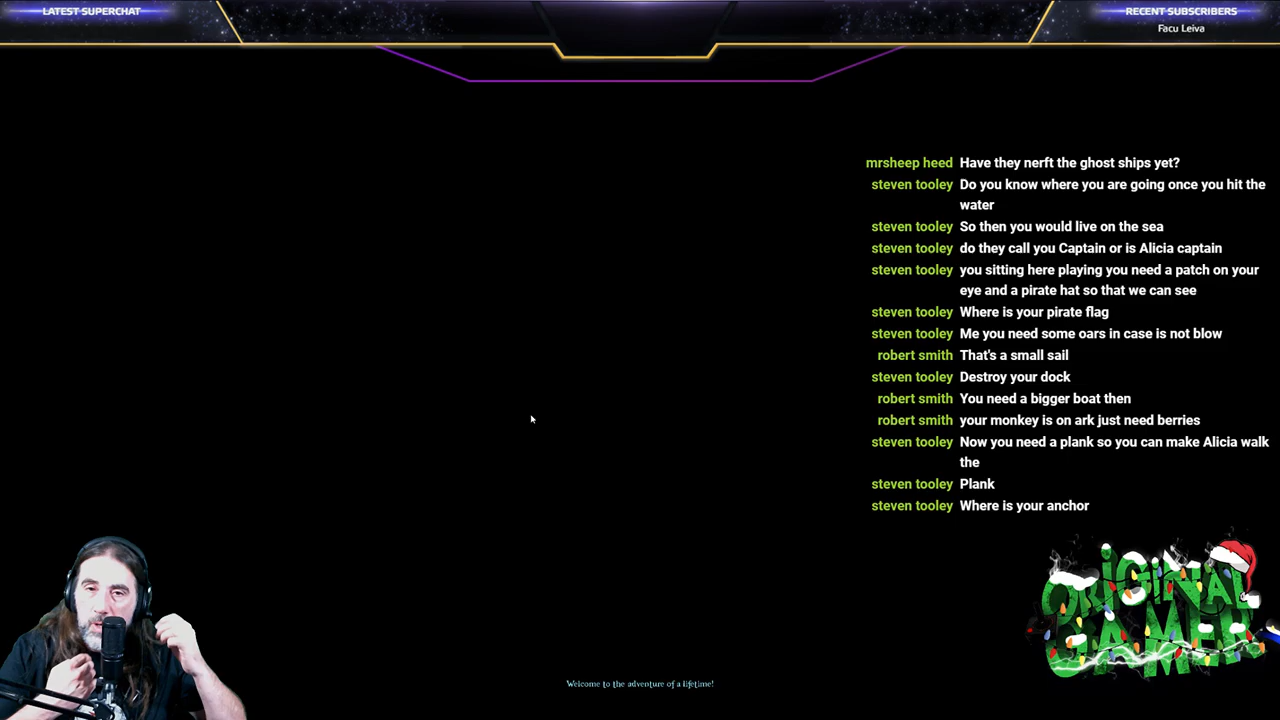 LATEST SUPERCHAT
RECENT SUBSCRIBERS
Facu Leiva
mrsheep heed Have they nerft the ghost ships yet?
steven tooley Do you know where you are going once you hit the
water
steven tooley So then you would live on the sea
steven tooley do they call you Captain or is Alicia captain
steven tooley you sitting here playing you need a patch on your
eye and a pirate hat so that we can see
steven tooley Where is your pirate flag
steven tooley Me you need some oars in case is not blow
robert smith That's a small sail
steven tooley Destroy your dock
robert smith You need a bigger boat then
robert smith your monkey is on ark just need berries
steven tooley Now you need a plank so you can make Alicia walk
the
steven tooley Plank
steven tooley Where is your anchor
ORiGiNAL
GAMER
Welcome to the adventure of a lifetime!